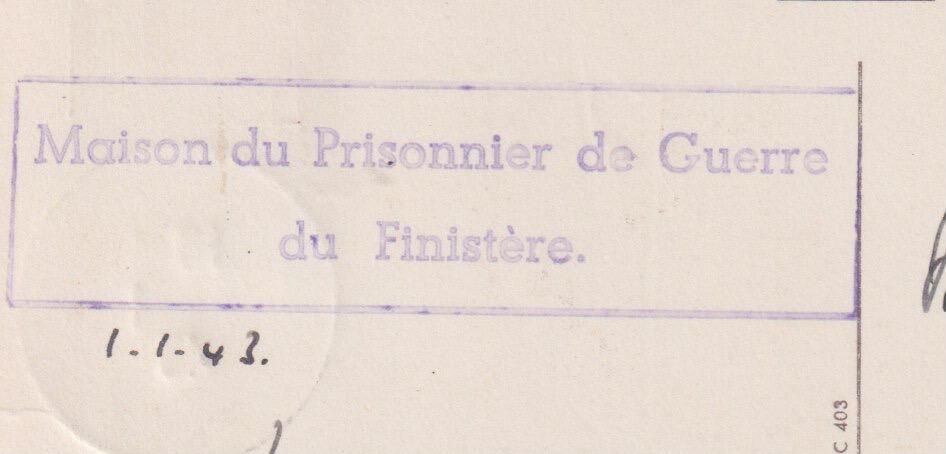 Maison du Prisonnier de Guerre
du Finistère.
1-1-43.
C 403